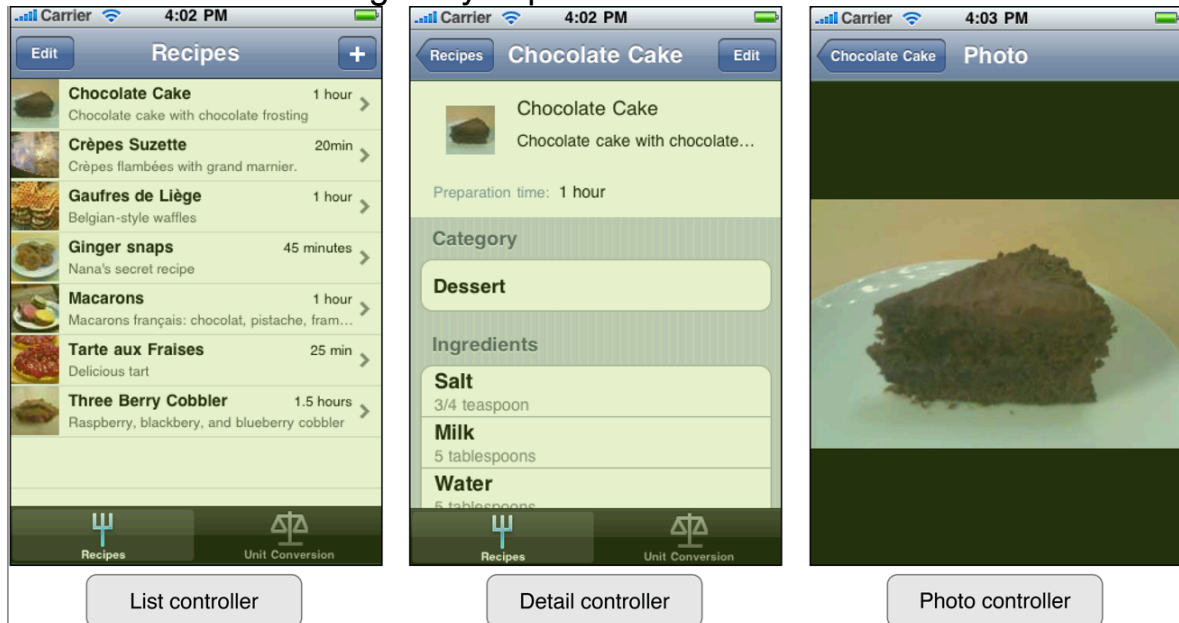 Carrier 4:02 PM
Edit Recipes +
Chocolate Cake 1 hour
Chocolate cake with chocolate frosting
Crèpes Suzette 20min
Crèpes flambées with grand marnier.
Gaufres de Liège 1 hour
Belgian-style waffles
Ginger snaps 45 minutes
Nana's secret recipe
Macarons 1 hour
Macarons français: chocolat, pistache, fram...
Tarte aux Fraises 25 min
Delicious tart
Three Berry Cobbler 1.5 hours
Raspberry, blackbery, and blueberry cobbler
Recipes Unit Conversion
List controller
Carrier 4:02 PM
Recipes Chocolate Cake Edit
Chocolate Cake
Chocolate cake with chocolate...
Preparation time: 1 hour
Category
Dessert
Ingredients
Salt
3/4 teaspoon
Milk
5 tablespoons
Water
5 tablespoons
Recipes Unit Conversion
Detail controller
Carrier 4:03 PM
Chocolate Cake Photo
Photo controller